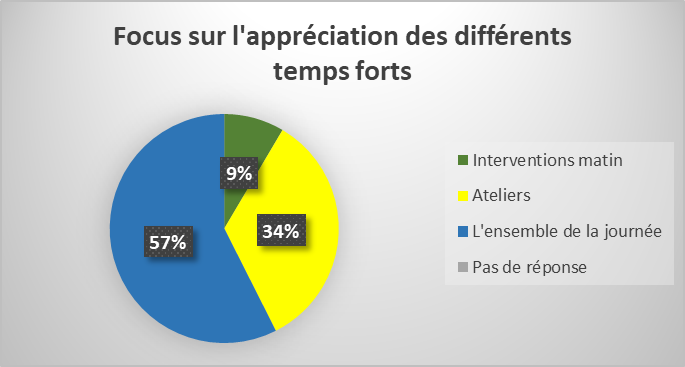 Focus sur l'appréciation des différents
temps forts
9%
34%
57%
Interventions matin
Ateliers
L'ensemble de la journée
Pas de réponse